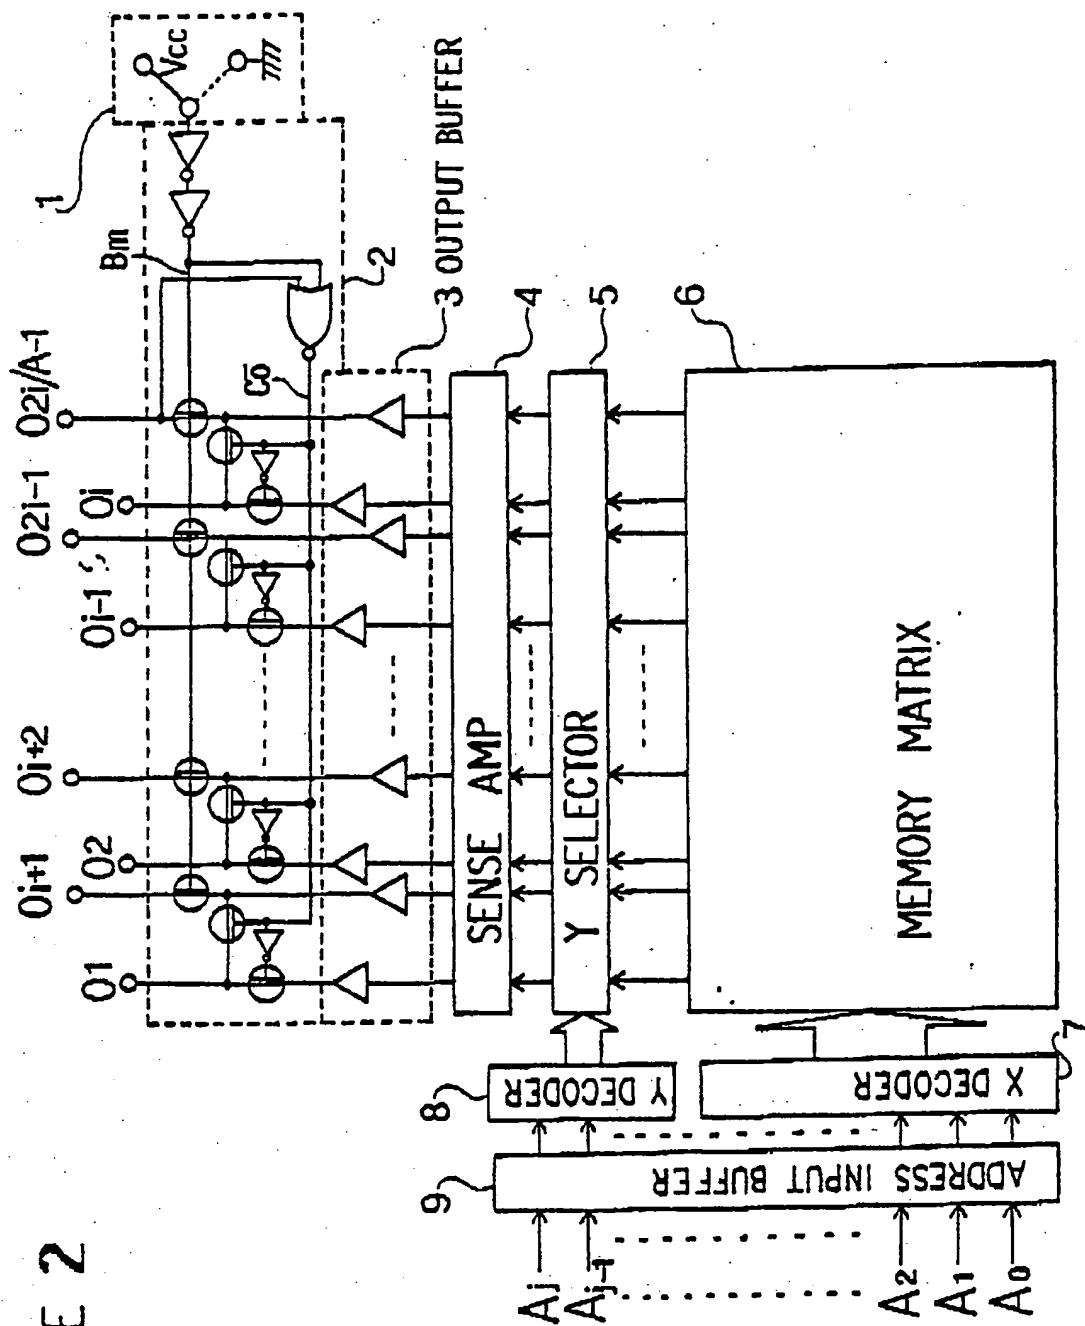 E 2
1
Vcc
Bm
2
3 OUTPUT BUFFER
C̅o̅
O1
Oi+1
O2
Oi+2
Oi-1
O2i-1
Oi
O2i/A-1
4
SENSE AMP
5
Y SELECTOR
6
MEMORY MATRIX
7
X DECODER
8
Y DECODER
9
ADDRESS INPUT BUFFER
Aj
Aj-1
A2
A1
A0